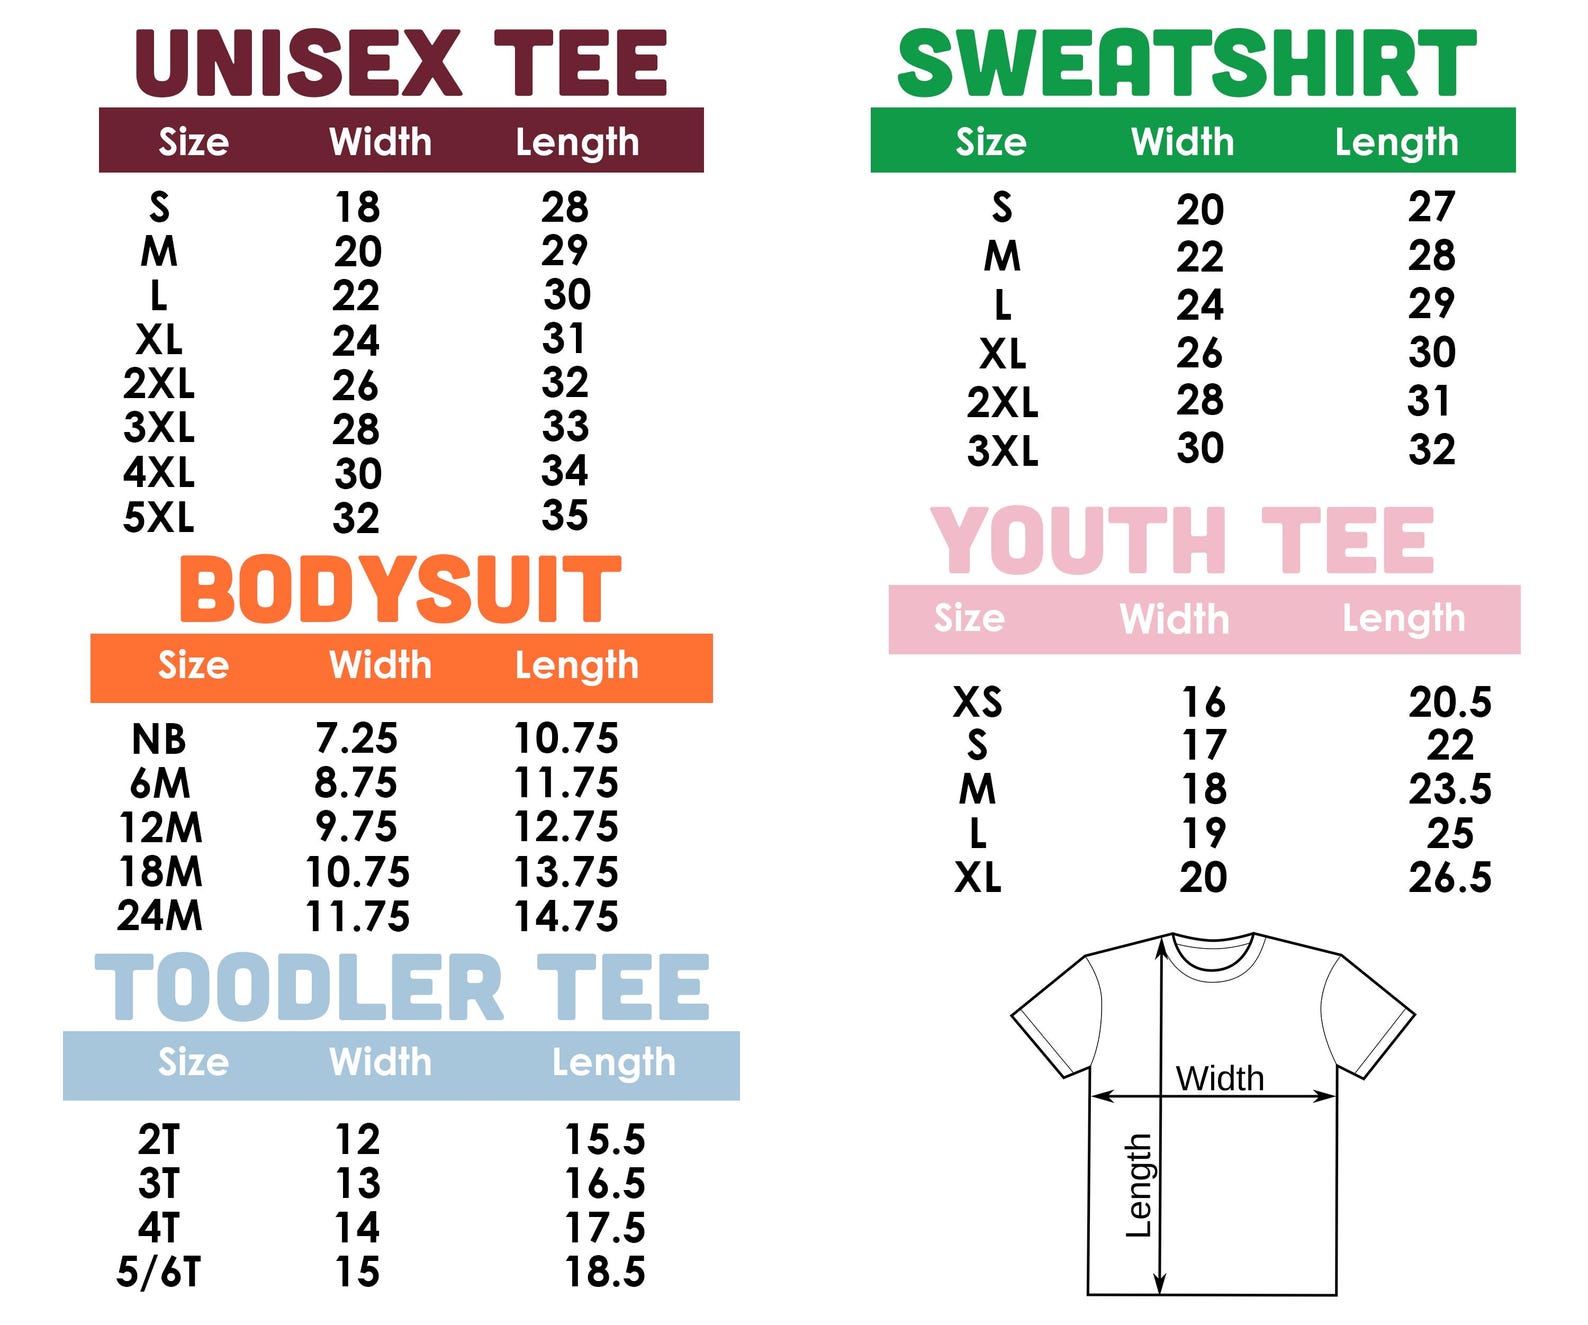 UNISEX TEE
Size Width Length
S 18 28
M 20 29
L 22 30
XL 24 31
2XL 26 32
3XL 28 33
4XL 30 34
5XL 32 35
BODYSUIT
Size Width Length
NB 7.25 10.75
6M 8.75 11.75
12M 9.75 12.75
18M 10.75 13.75
24M 11.75 14.75
TOODLER TEE
Size Width Length
2T 12 15.5
3T 13 16.5
4T 14 17.5
5/6T 15 18.5
SWEATSHIRT
Size Width Length
S 20 27
M 22 28
L 24 29
XL 26 30
2XL 28 31
3XL 30 32
YOUTH TEE
Size Width Length
XS 16 20.5
S 17 22
M 18 23.5
L 19 25
XL 20 26.5
Width
Length